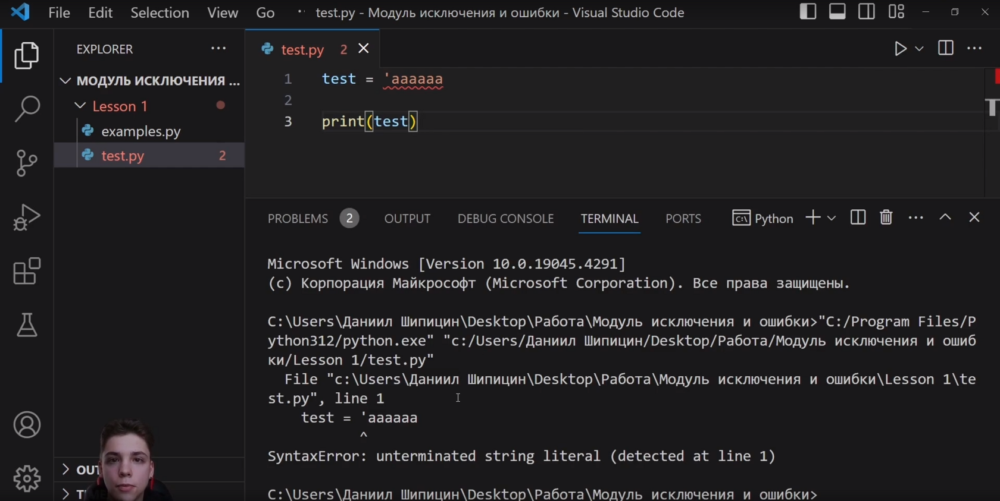 File Edit Selection View Go ·· test.py - Модуль исключения и ошибки - Visual Studio Code
EXPLORER ···
МОДУЛЬ ИСКЛЮЧЕНИЯ ...
Lesson 1
examples.py
test.py 2
test.py 2
1 test = 'aaaaaa
2
3 print(test)
PROBLEMS 2 OUTPUT DEBUG CONSOLE TERMINAL PORTS Python
Microsoft Windows [Version 10.0.19045.4291]
(c) Корпорация Майкрософт (Microsoft Corporation). Все права защищены.
C:\Users\Даниил Шипицин\Desktop\Работа\Модуль исключения и ошибки>"C:/Program Files/P
ython312/python.exe" "c:/Users/Даниил Шипицин/Desktop/Работа/Модуль исключения и ошиб
ки/Lesson 1/test.py"
File "c:\Users\Даниил Шипицин\Desktop\Работа\Модуль исключения и ошибки\Lesson 1\te
st.py", line 1
test = 'aaaaaa
^
SyntaxError: unterminated string literal (detected at line 1)
C:\Users\Даниил Шипицин\Desktop\Работа\Модуль исключения и ошибки>